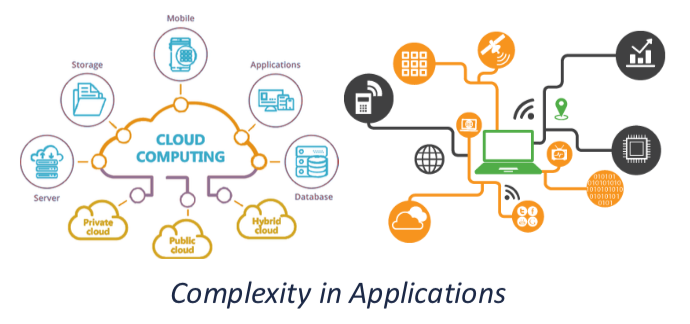 Mobile
Storage
Applications
CLOUD
COMPUTING
Server
Database
Private
cloud
Public
cloud
Hybrid
cloud
Complexity in Applications